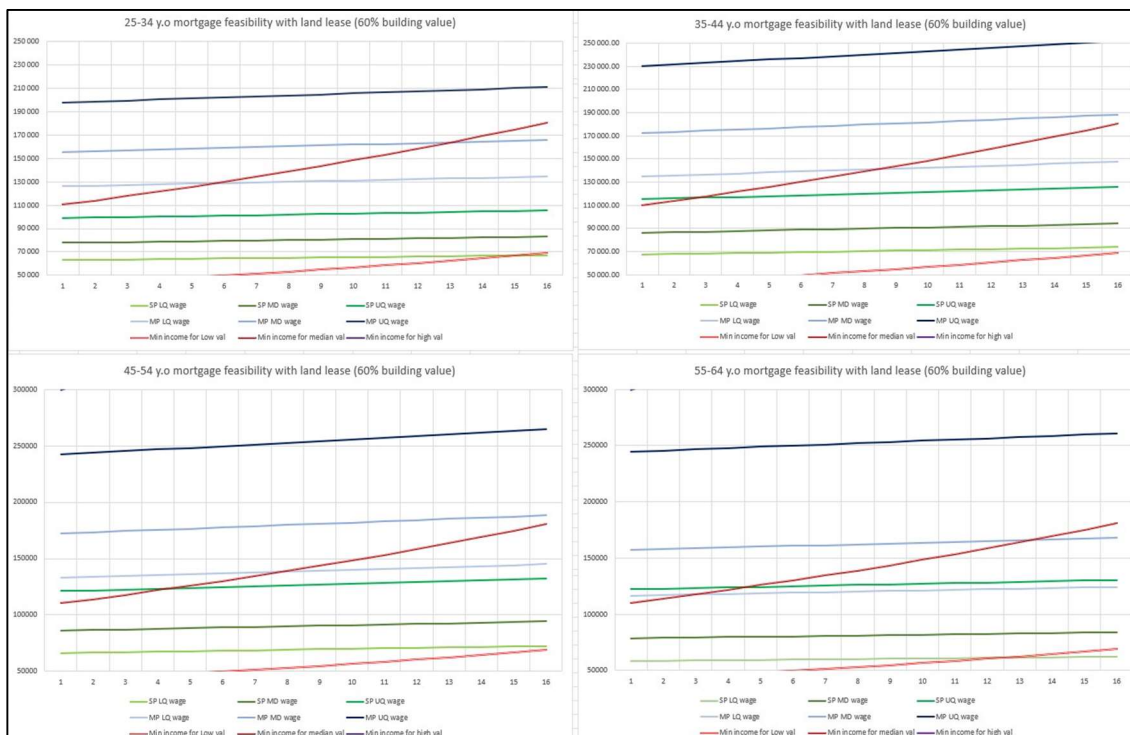 25-34 y.o mortgage feasibility with land lease (60% building value)
250 000
230 000
210 000
190 000
170 000
150 000
130 000
110 000
90 000
70 000
50 000
1 2 3 4 5 6 7 8 9 10 11 12 13 14 15 16
SP LQ wage SP MD wage SP UQ wage
MP LQ wage MP MD wage MP UQ wage
Min income for Low val Min income for median val Min income for high val
35-44 y.o mortgage feasibility with land lease (60% building value)
250 000.00
230 000.00
210 000.00
190 000.00
170 000.00
150 000.00
130 000.00
110 000.00
90 000.00
70 000.00
50 000.00
1 2 3 4 5 6 7 8 9 10 11 12 13 14 15 16
SP LQ wage SP MD wage SP UQ wage
MP LQ wage MP MD wage MP UQ wage
Min income for Low val Min income for median val Min income for high val
45-54 y.o mortgage feasibility with land lease (60% building value)
300000
250000
200000
150000
100000
50000
1 2 3 4 5 6 7 8 9 10 11 12 13 14 15 16
SP LQ wage SP MD wage SP UQ wage
MP LQ wage MP MD wage MP UQ wage
Min income for Low val Min income for median val Min income for high val
55-64 y.o mortgage feasibility with land lease (60% building value)
300000
250000
200000
150000
100000
50000
1 2 3 4 5 6 7 8 9 10 11 12 13 14 15 16
SP LQ wage SP MD wage SP UQ wage
MP LQ wage MP MD wage MP UQ wage
Min income for Low val Min income for median val Min income for high val